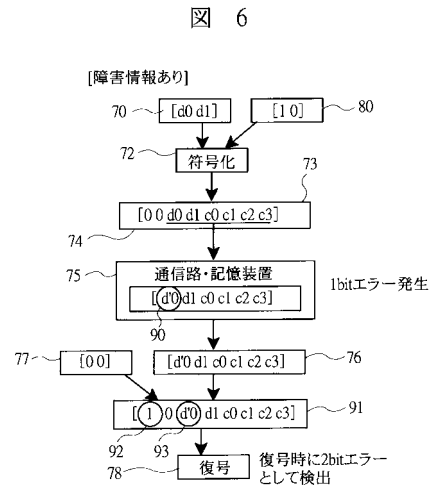 図 6
[障害情報あり]
70 [d0 d1] [1 0] 80
72 符号化
73
[0 0 d0 d1 c0 c1 c2 c3]
74
75 通信路・記憶装置
[d'0 d1 c0 c1 c2 c3]
1bitエラー発生
90
77 [0 0] [d'0 d1 c0 c1 c2 c3] 76
[1 0 d'0 d1 c0 c1 c2 c3] 91
92 93
78 復号 復号時に2bitエラー
として検出